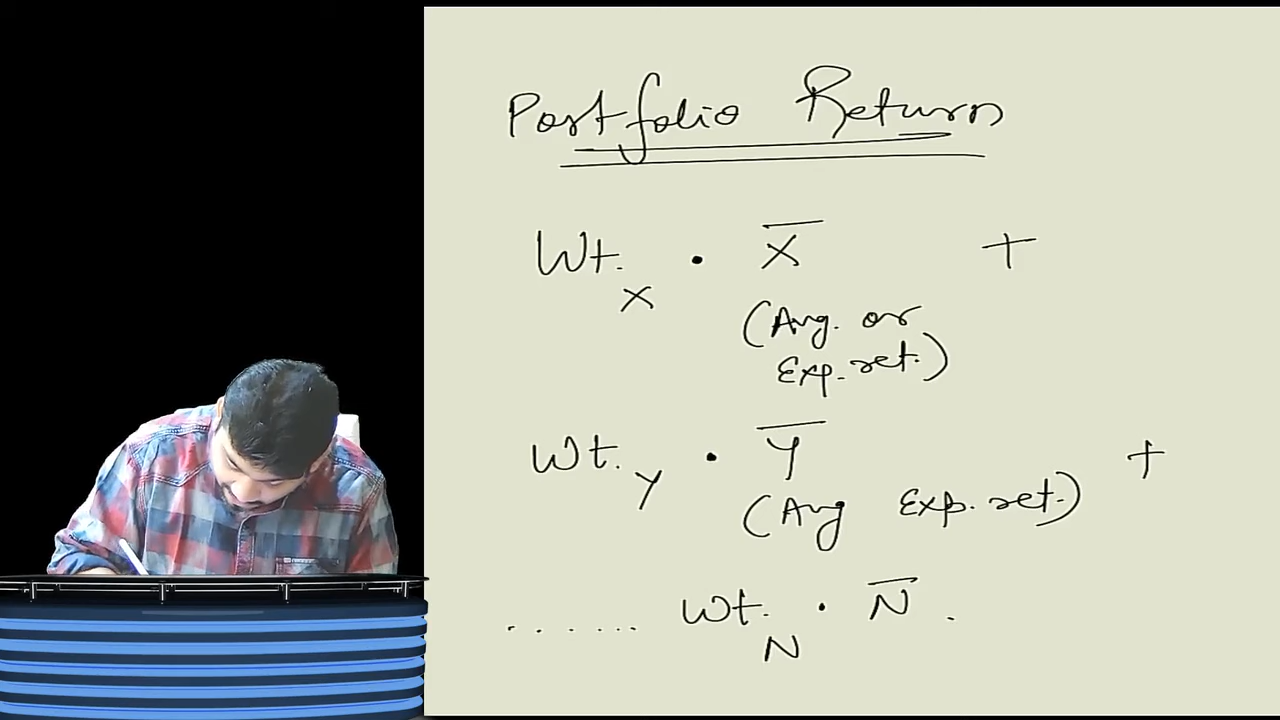 Portfolio Return
Wt.X • X̅ +
(Avg. or
Exp. ret.)
Wt.Y • Y̅ +
(Avg Exp. ret.)
...... Wt.N • N̅ .